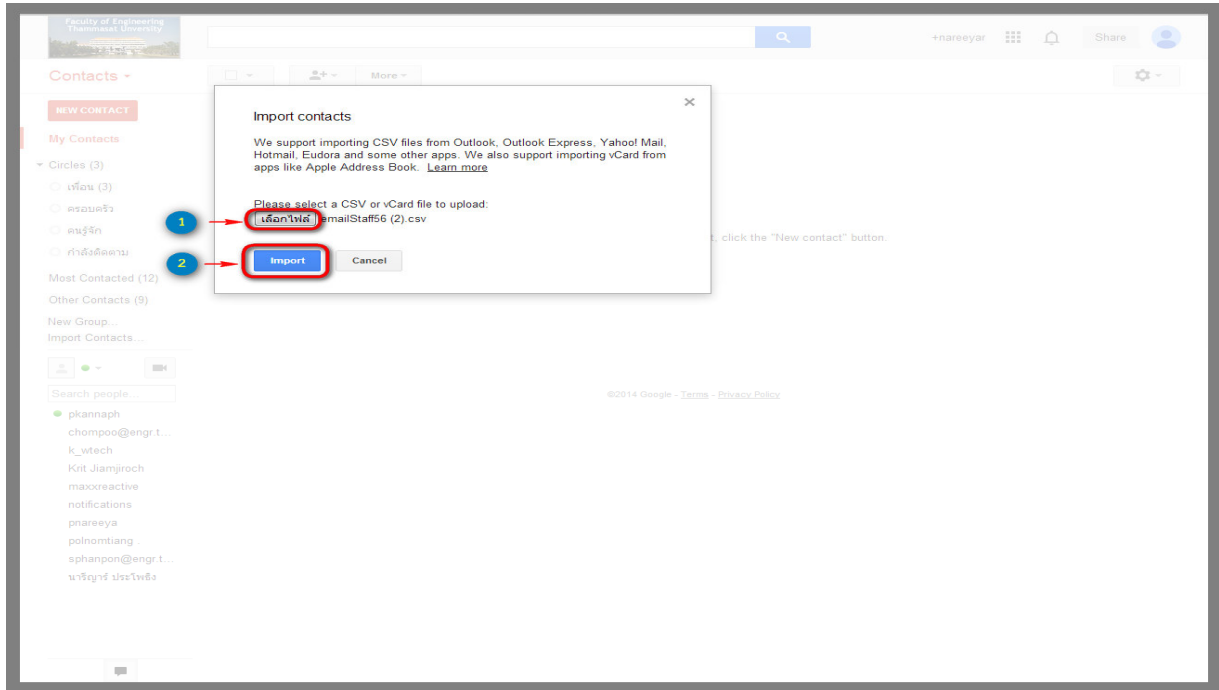 Faculty of Engineering
Thammasat University
+nareeyar
Share
Contacts
More
NEW CONTACT
My Contacts
Circles (3)
เพื่อน (3)
ครอบครัว
คนรู้จัก
กำลังติดตาม
Most Contacted (12)
Other Contacts (9)
New Group...
Import Contacts...
Import contacts
We support importing CSV files from Outlook, Outlook Express, Yahoo! Mail,
Hotmail, Eudora and some other apps. We also support importing vCard from
apps like Apple Address Book. Learn more
Please select a CSV or vCard file to upload:
1
เลือกไฟล์ emailStaff56 (2).csv
2
Import Cancel
t, click the "New contact" button.
Search people...
pkannaph
chompoo@engr.t...
k_wtech
Krit Jiamjiroch
maxxreactive
notifications
pnareeya
polnomtiang .
sphanpon@engr.t...
นารีญาร์ ประโพธิง
©2014 Google - Terms - Privacy Policy